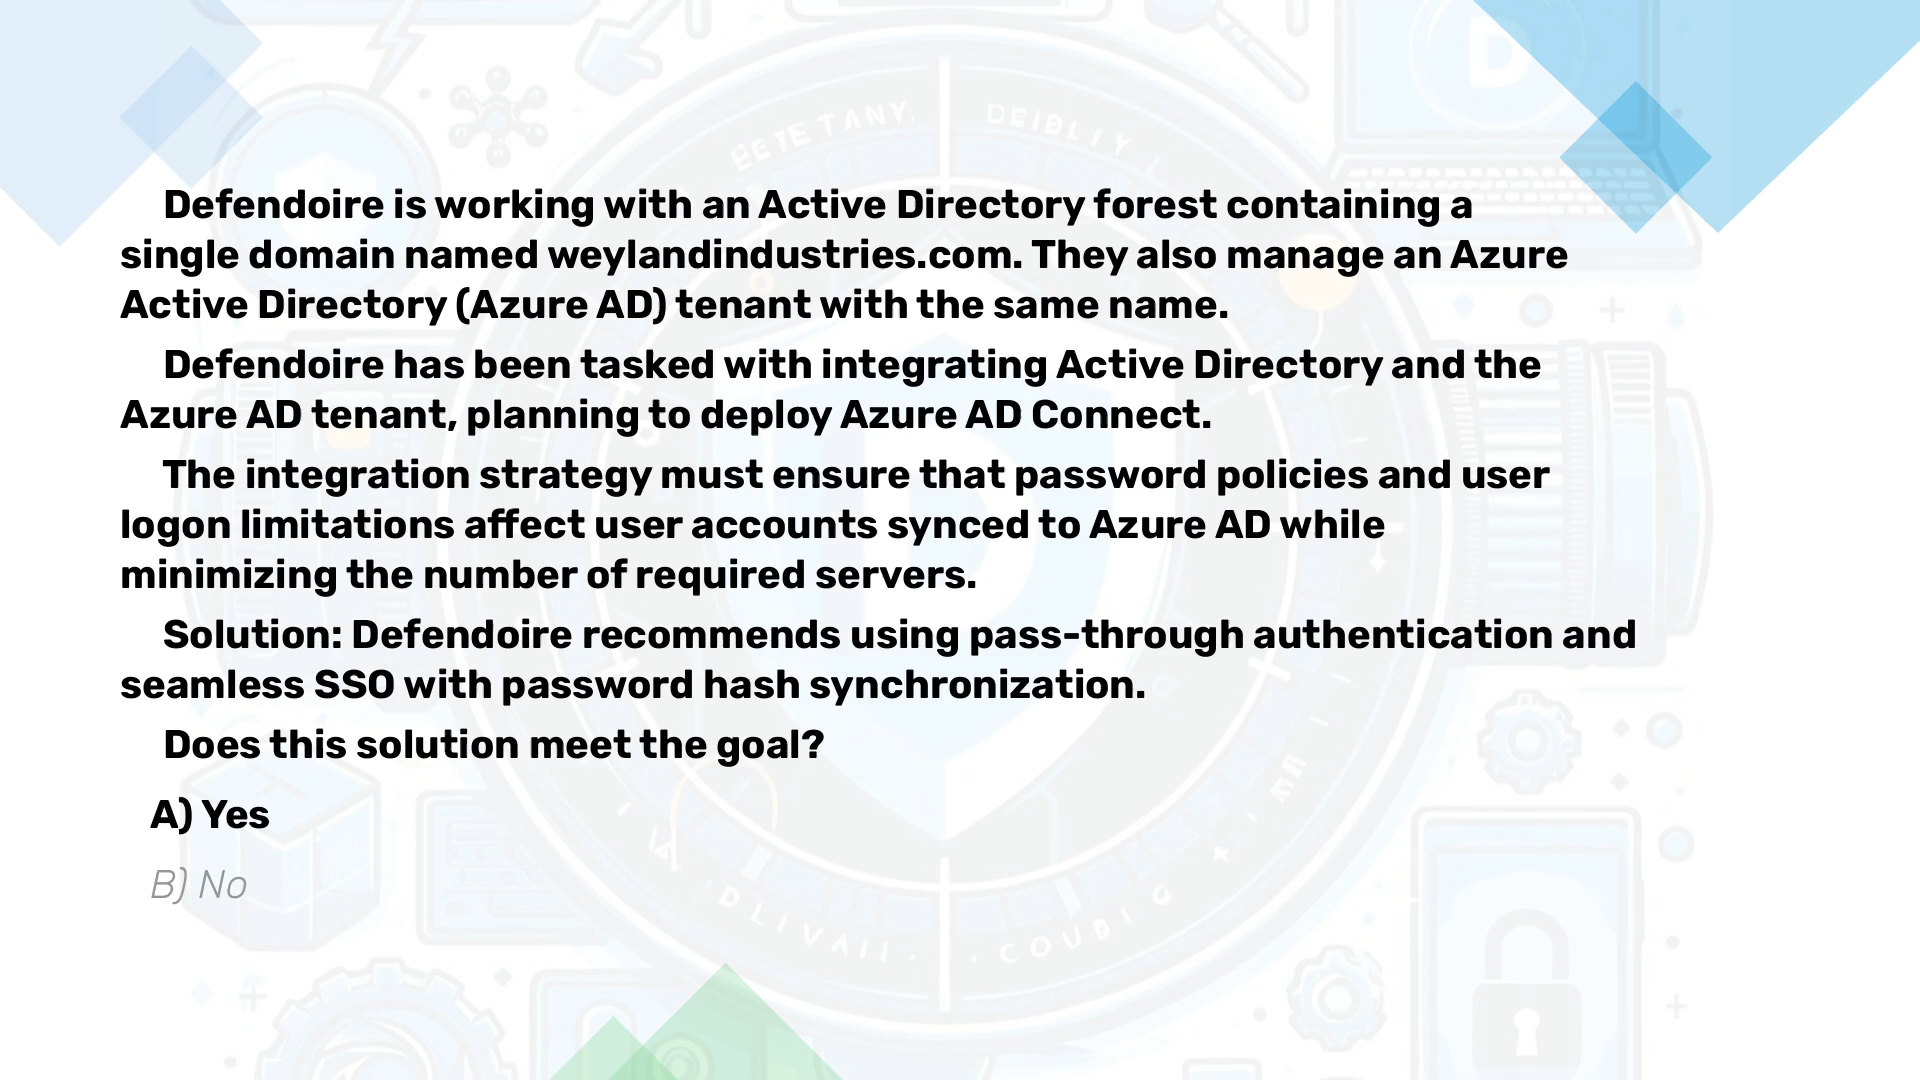 Defendoire is working with an Active Directory forest containing a
single domain named weylandindustries.com. They also manage an Azure
Active Directory (Azure AD) tenant with the same name.
Defendoire has been tasked with integrating Active Directory and the
Azure AD tenant, planning to deploy Azure AD Connect.
The integration strategy must ensure that password policies and user
logon limitations affect user accounts synced to Azure AD while
minimizing the number of required servers.
Solution: Defendoire recommends using pass-through authentication and
seamless SSO with password hash synchronization.
Does this solution meet the goal?
A) Yes
B) No